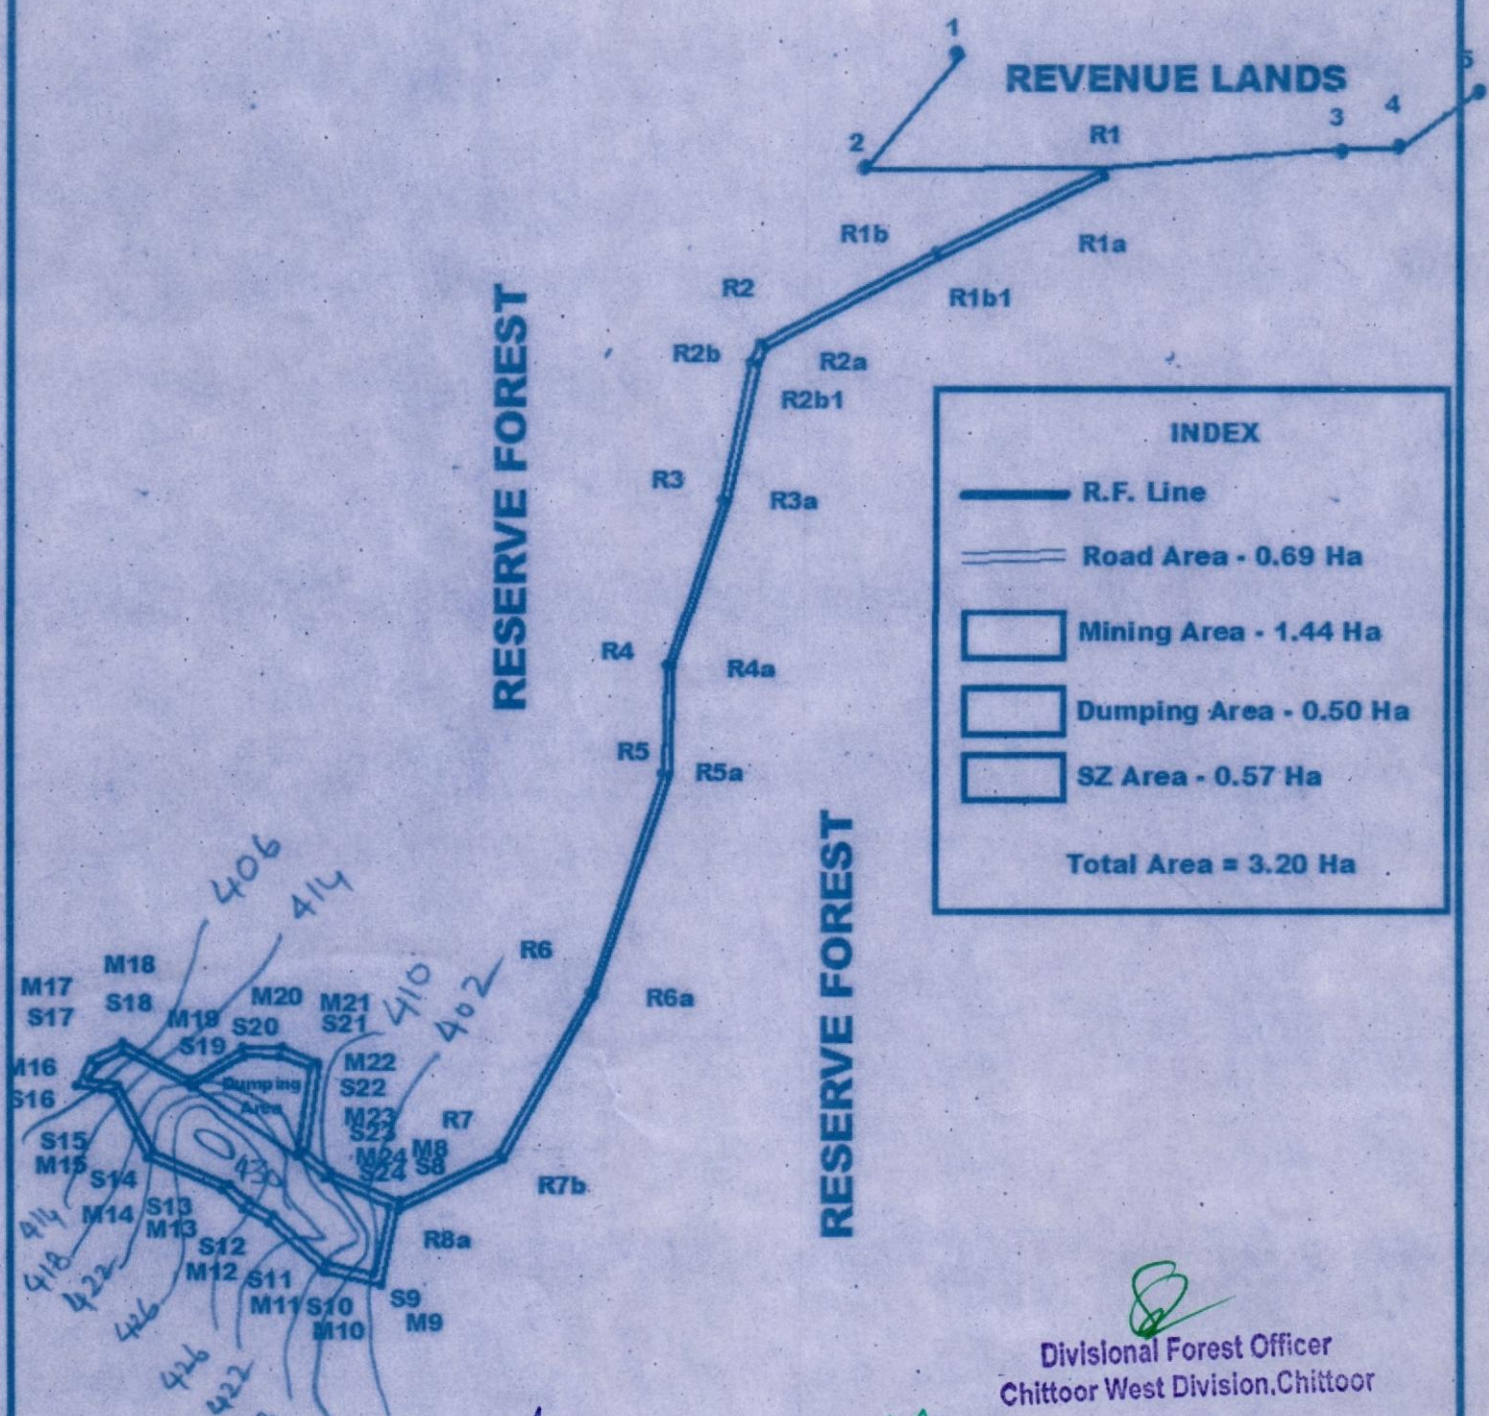 1
REVENUE LANDS
5
2
R1
3
4
R1b
R1a
R2
R1b1
RESERVE FOREST
R2b
R2a
R2b1
R3
R3a
R4
R4a
R5
R5a
INDEX
R.F. Line
Road Area - 0.69 Ha
Mining Area - 1.44 Ha
Dumping Area - 0.50 Ha
SZ Area - 0.57 Ha
Total Area = 3.20 Ha
RESERVE FOREST
406
414
410
402
R6
R6a
M18
M17
S18
S17
M19
M20
M21
S20
S21
S19
M16
S16
M22
S22
Dumping
Area
M23
S23
R7
M24
M8
S24
S8
S15
M15
S14
430
R7b
M14
S13
M13
R8a
S12
M12
S11
M11
S10
M10
S9
M9
414
418
422
426
426
422
Divisional Forest Officer
Chittoor West Division,Chittoor